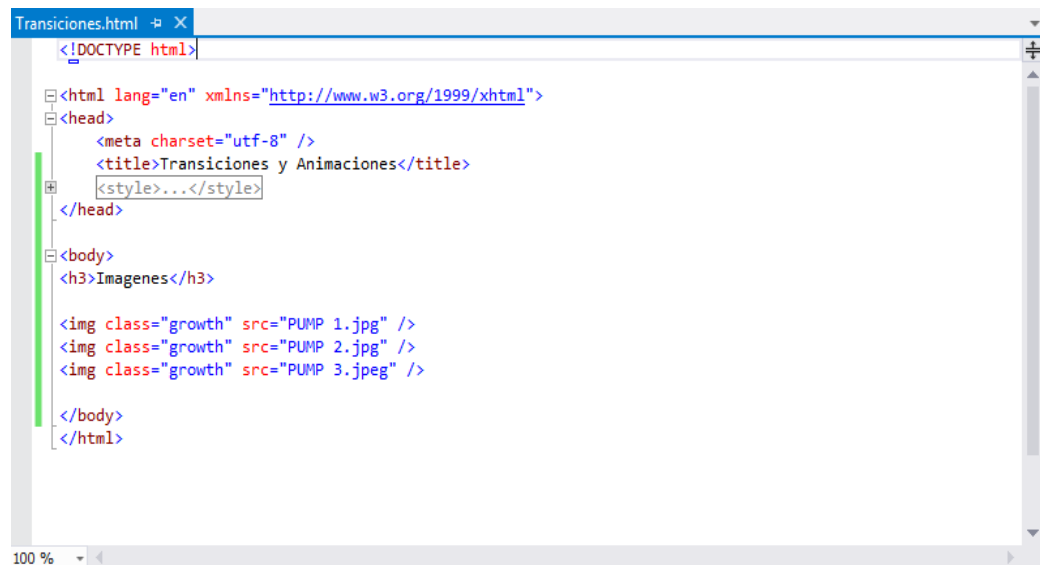 Transiciones.html
<!DOCTYPE html>
<html lang="en" xmlns="http://www.w3.org/1999/xhtml">
<head>
<meta charset="utf-8" />
<title>Transiciones y Animaciones</title>
<style>...</style>
</head>
<body>
<h3>Imagenes</h3>
<img class="growth" src="PUMP 1.jpg" />
<img class="growth" src="PUMP 2.jpg" />
<img class="growth" src="PUMP 3.jpeg" />
</body>
</html>
100 %